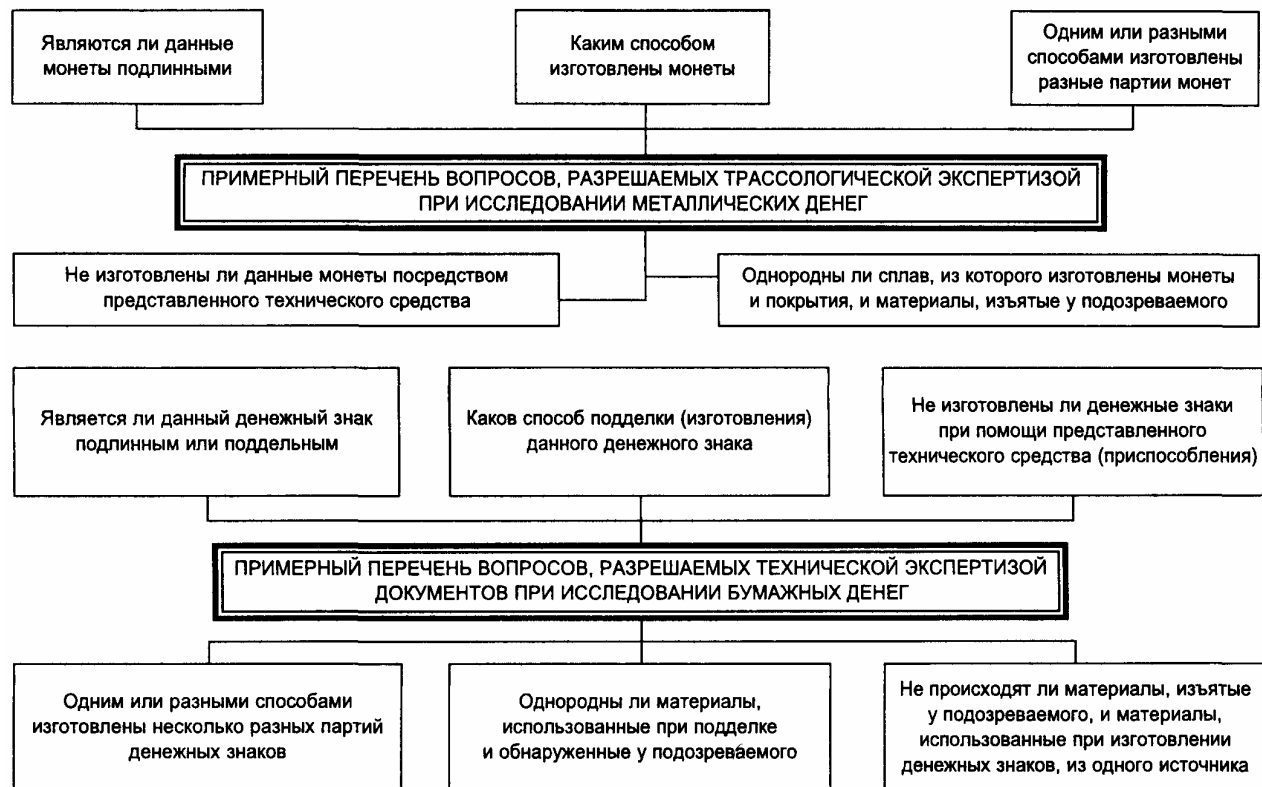 Являются ли данные
монеты подлинными
Каким способом
изготовлены монеты
Одним или разными
способами изготовлены
разные партии монет
ПРИМЕРНЫЙ ПЕРЕЧЕНЬ ВОПРОСОВ, РАЗРЕШАЕМЫХ ТРАССОЛОГИЧЕСКОЙ ЭКСПЕРТИЗОЙ
ПРИ ИССЛЕДОВАНИИ МЕТАЛЛИЧЕСКИХ ДЕНЕГ
Не изготовлены ли данные монеты посредством
представленного технического средства
Однородны ли сплав, из которого изготовлены монеты
и покрытия, и материалы, изъятые у подозреваемого
Является ли данный денежный знак
подлинным или поддельным
Каков способ подделки (изготовления)
данного денежного знака
Не изготовлены ли денежные знаки
при помощи представленного
технического средства (приспособления)
ПРИМЕРНЫЙ ПЕРЕЧЕНЬ ВОПРОСОВ, РАЗРЕШАЕМЫХ ТЕХНИЧЕСКОЙ ЭКСПЕРТИЗОЙ
ДОКУМЕНТОВ ПРИ ИССЛЕДОВАНИИ БУМАЖНЫХ ДЕНЕГ
Одним или разными способами
изготовлены несколько разных партий
денежных знаков
Однородны ли материалы,
использованные при подделке
и обнаруженные у подозреваемого
Не происходят ли материалы, изъятые
у подозреваемого, и материалы,
использованные при изготовлении
денежных знаков, из одного источника